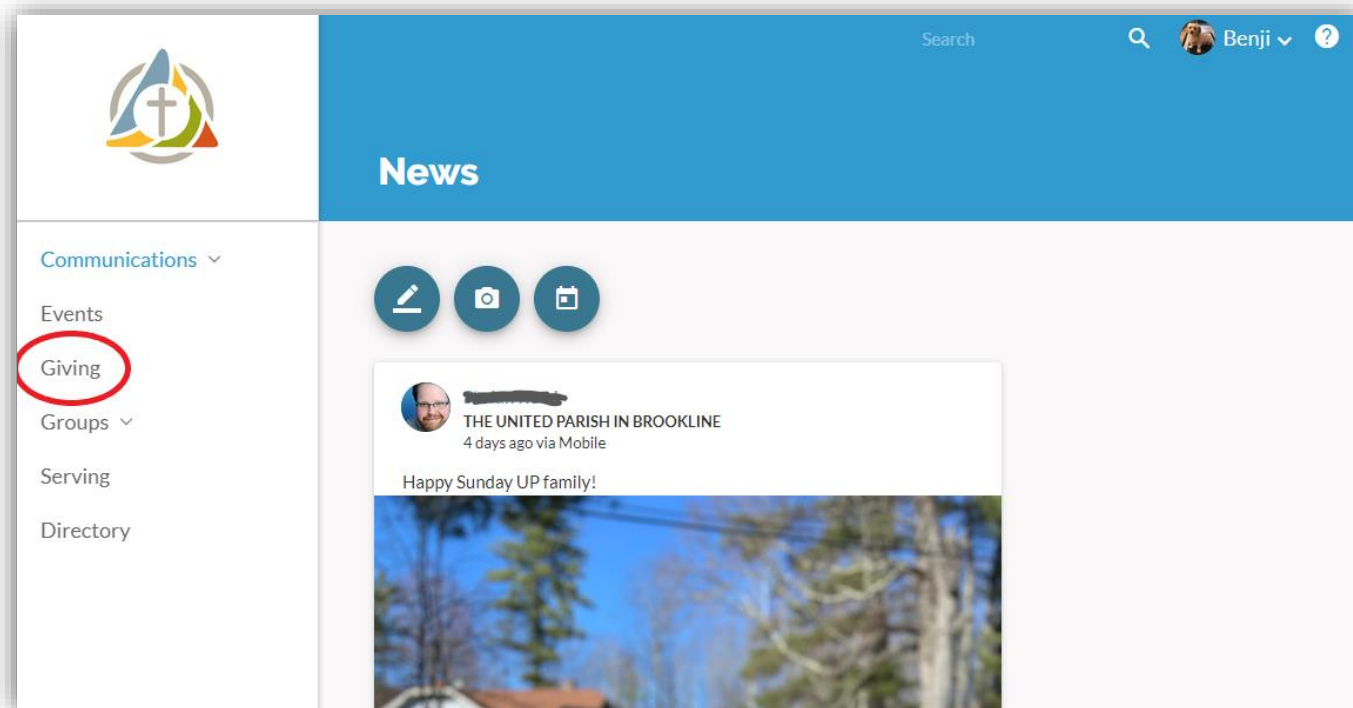 Search
Benji
?
News
Communications
Events
Giving
Groups
Serving
Directory
THE UNITED PARISH IN BROOKLINE
4 days ago via Mobile
Happy Sunday UP family!